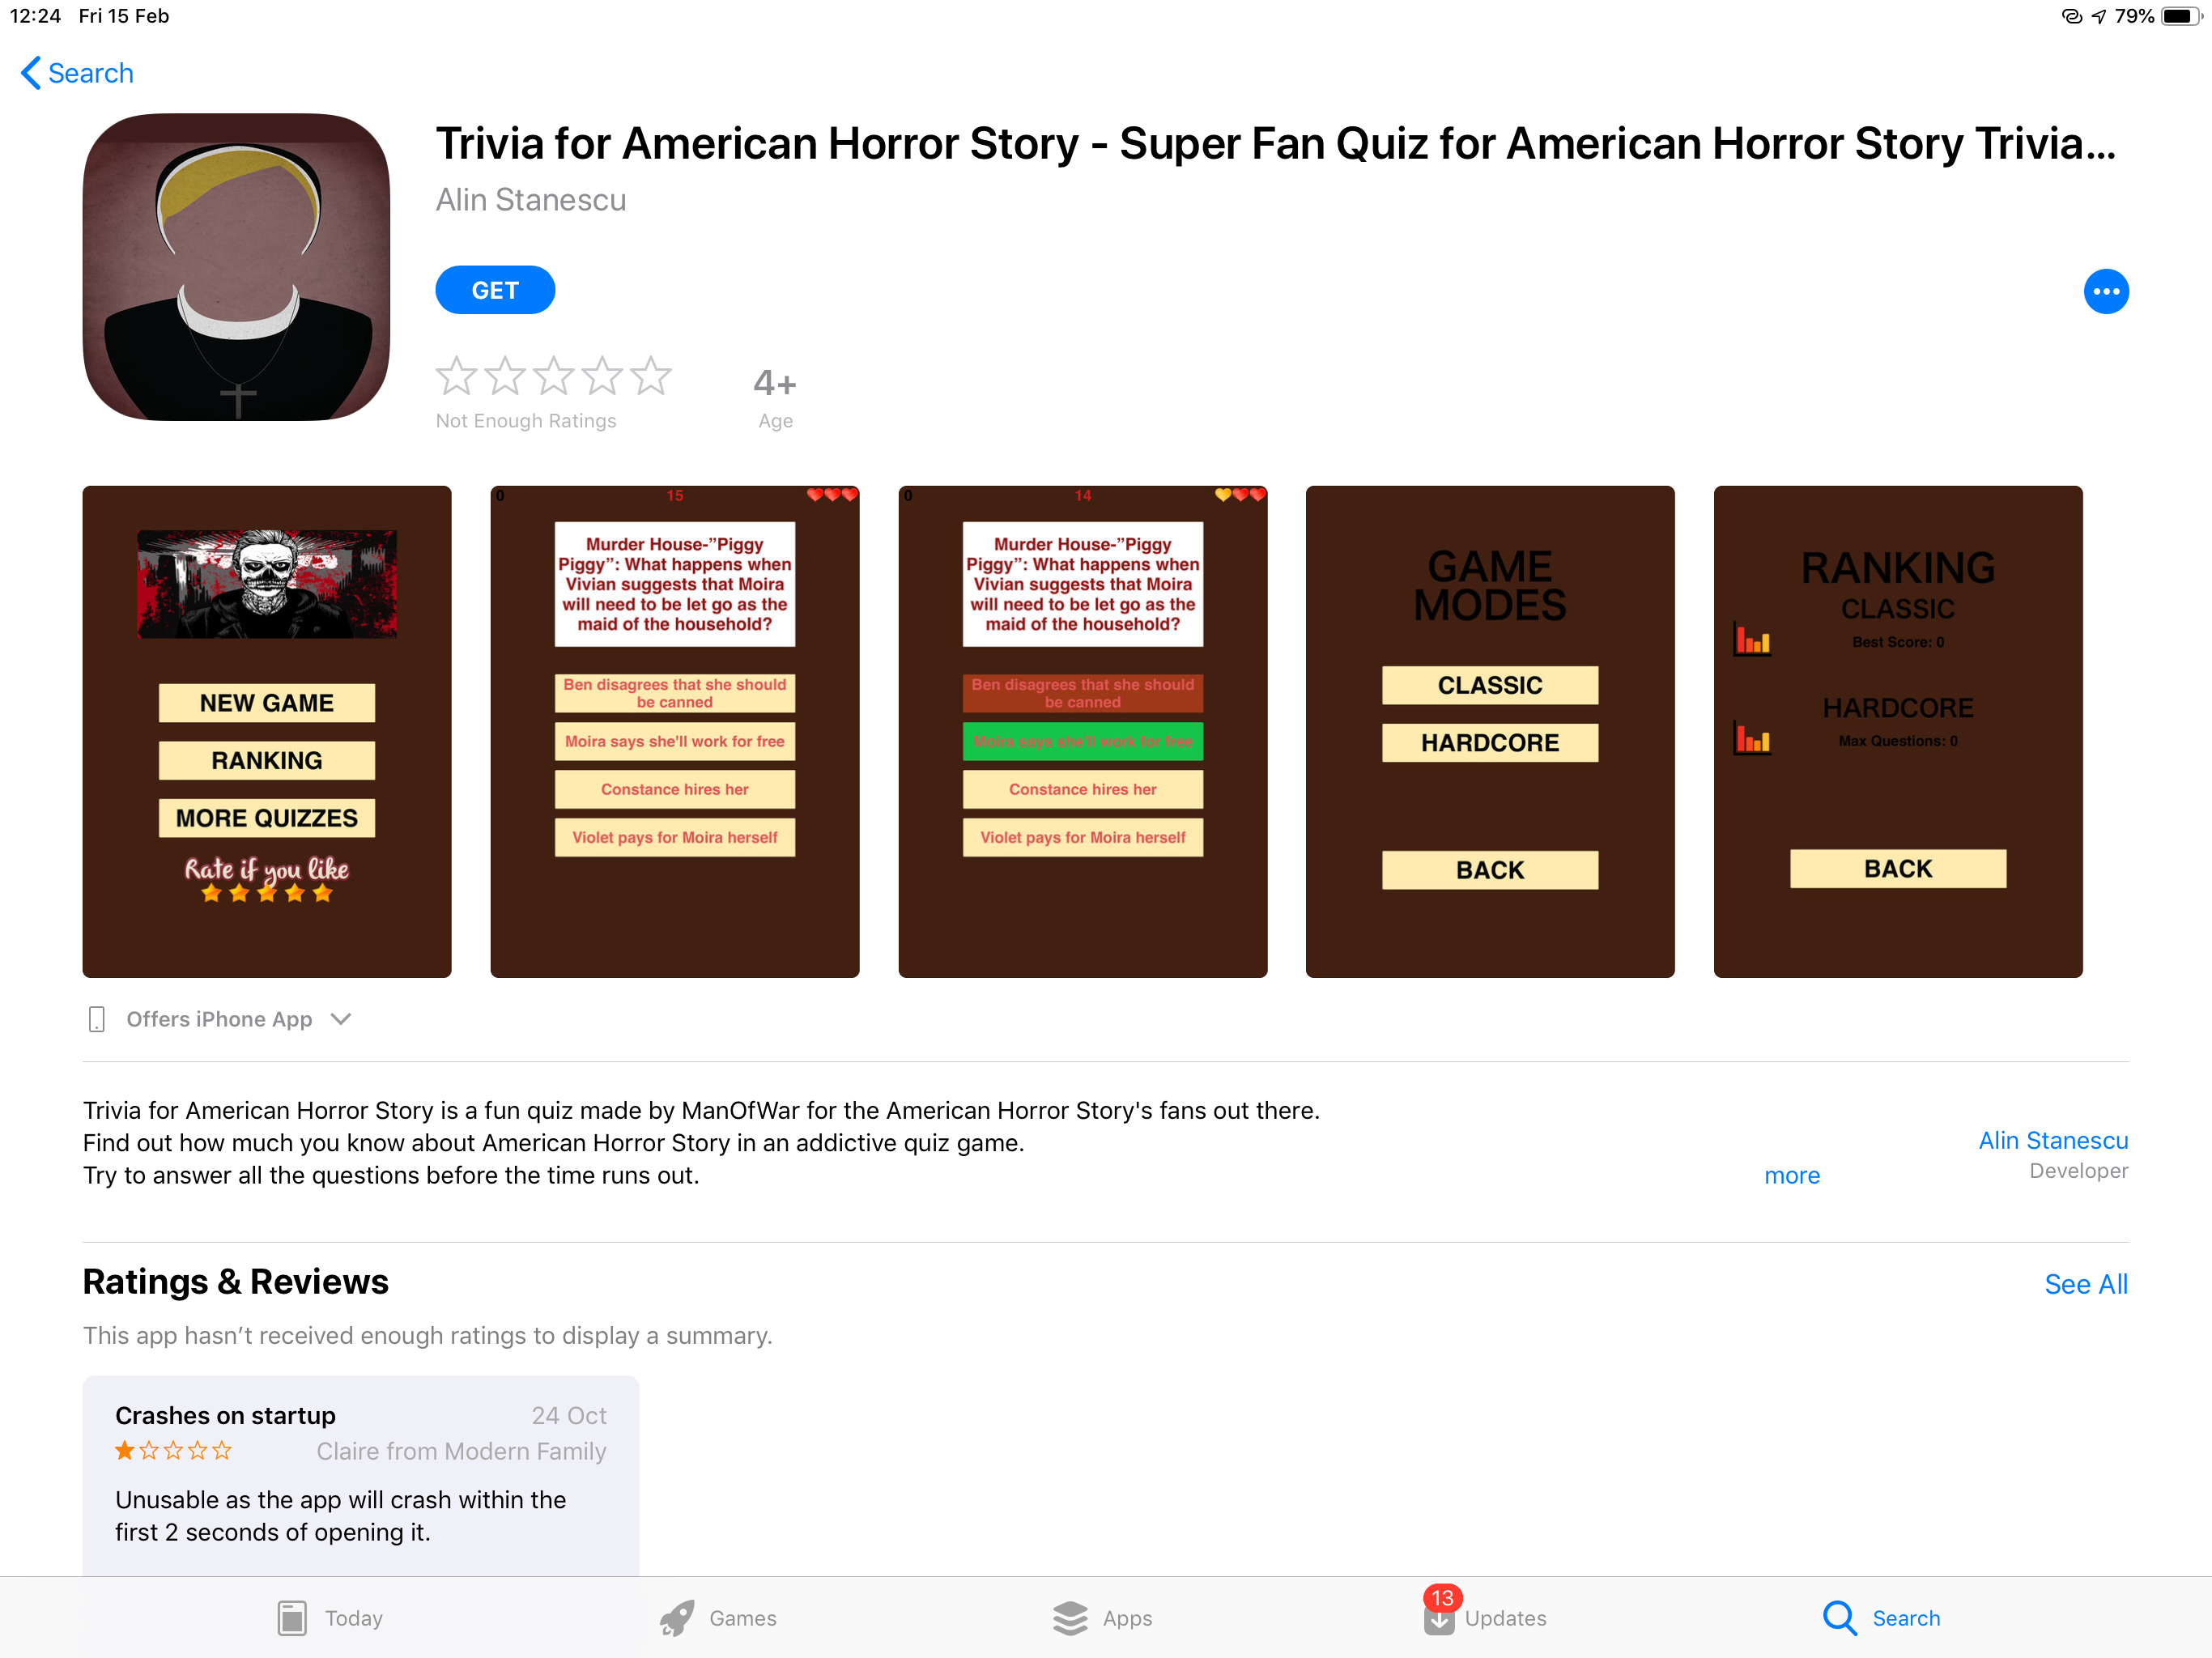 12:24 Fri 15 Feb
79%
Search
Trivia for American Horror Story - Super Fan Quiz for American Horror Story Trivia...
Alin Stanescu
GET
4+
Not Enough Ratings
Age
NEW GAME
RANKING
MORE QUIZZES
Rate if you like
0 15
Murder House-”Piggy
Piggy”: What happens when
Vivian suggests that Moira
will need to be let go as the
maid of the household?
Ben disagrees that she should
be canned
Moira says she'll work for free
Constance hires her
Violet pays for Moira herself
0 14
Murder House-”Piggy
Piggy”: What happens when
Vivian suggests that Moira
will need to be let go as the
maid of the household?
Ben disagrees that she should
be canned
Moira says she'll work for free
Constance hires her
Violet pays for Moira herself
GAME
MODES
CLASSIC
HARDCORE
BACK
RANKING
CLASSIC
Best Score: 0
HARDCORE
Max Questions: 0
BACK
Offers iPhone App
Trivia for American Horror Story is a fun quiz made by ManOfWar for the American Horror Story's fans out there.
Find out how much you know about American Horror Story in an addictive quiz game.
Try to answer all the questions before the time runs out.
more
Alin Stanescu
Developer
Ratings & Reviews
See All
This app hasn’t received enough ratings to display a summary.
Crashes on startup 24 Oct
Claire from Modern Family
Unusable as the app will crash within the
first 2 seconds of opening it.
Today
Games
Apps
13
Updates
Search